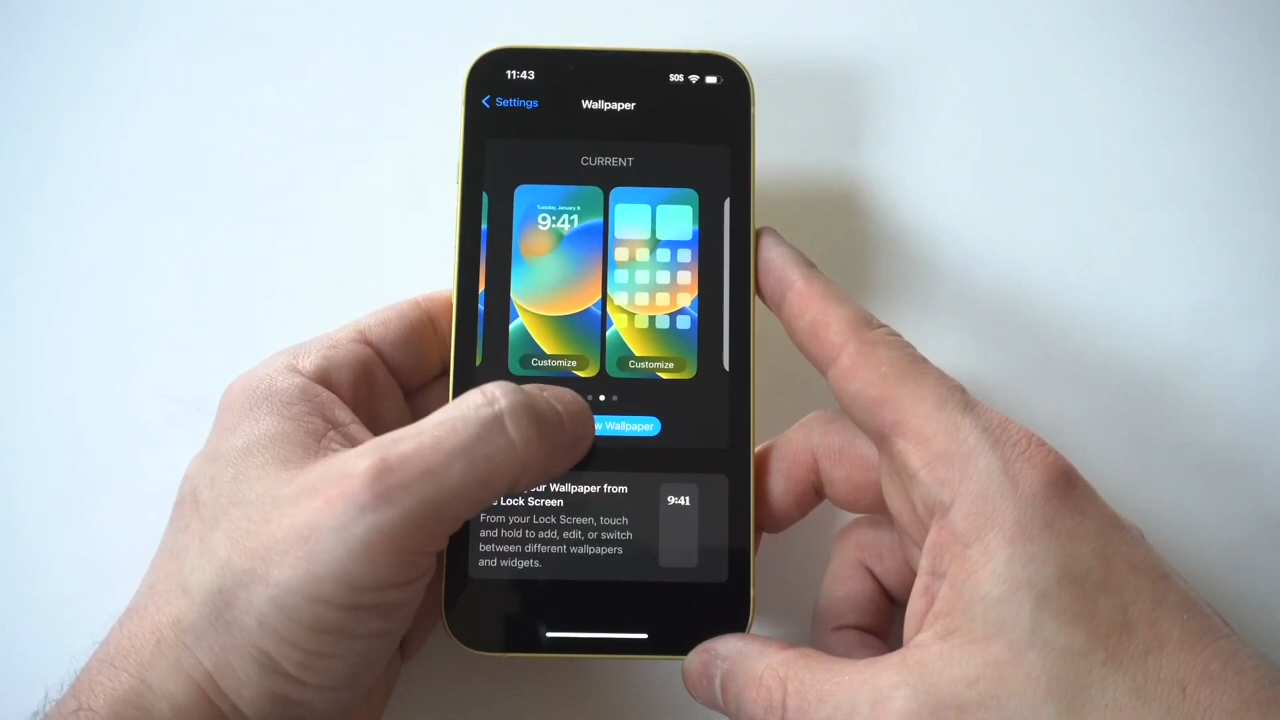 11:43
SOS
Settings
Wallpaper
CURRENT
Tuesday, January 9
9:41
Customize
Customize
Wallpaper
your Wallpaper from
Lock Screen
9:41
From your Lock Screen, touch
and hold to add, edit, or switch
between different wallpapers
and widgets.